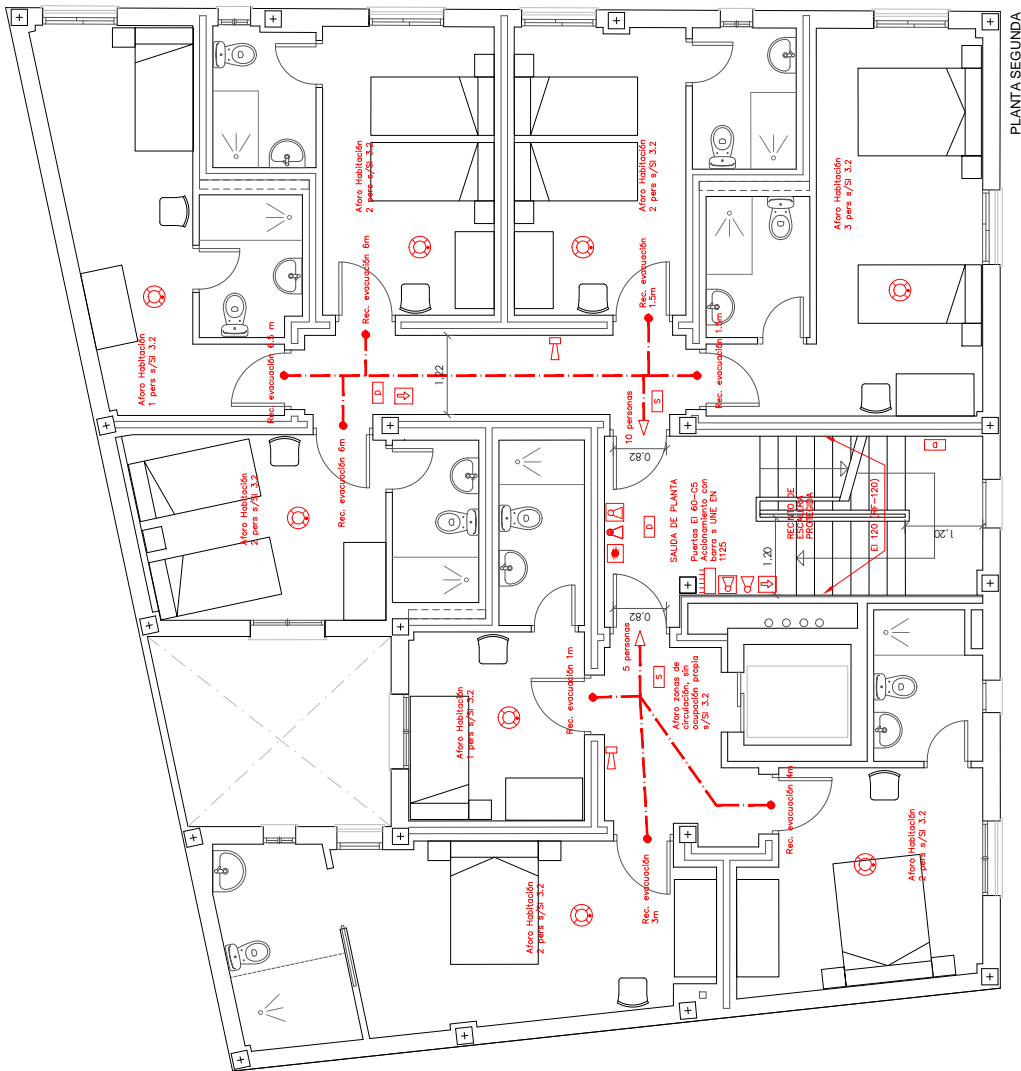 PLANTA SEGUNDA
Aforo Habitación
1 pers s/SI 3.2
Rec. evacuación 6.5 m
Aforo Habitación
2 pers s/SI 3.2
Rec. evacuación 6m
Aforo Habitación
2 pers s/SI 3.2
Rec. evacuación
1.5m
Aforo Habitación
3 pers s/SI 3.2
Rec. evacuación 1.5m
Aforo Habitación
2 pers s/SI 3.2
Rec. evacuación 6m
D
1,22
S
10 personas
0,82
D
SALIDA DE PLANTA
Puertas EI 60-C5
Accionamiento con
barra s UNE EN
1125
RECINTO DE
ESCALERA
PROTEGIDA
EI 120 (RF-120)
D
1,20
1,20
0,82
5 personas
S
Aforo zonas de
circulación, sin
ocupación propia
s/SI 3.2
Aforo Habitación
1 pers s/SI 3.2
Rec. evacuación 1m
Aforo Habitación
2 pers s/SI 3.2
Rec. evacuación
3m
Aforo Habitación
2 pers s/SI 3.2
Rec. evacuación 4m